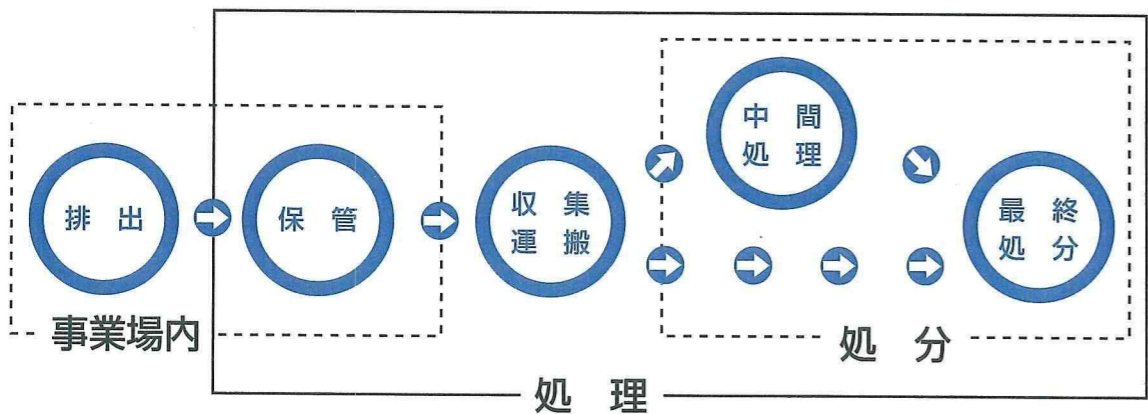 排 出
保 管
収 集
運 搬
中 間
処 理
最 終
処 分
事業場内
処 分
処 理